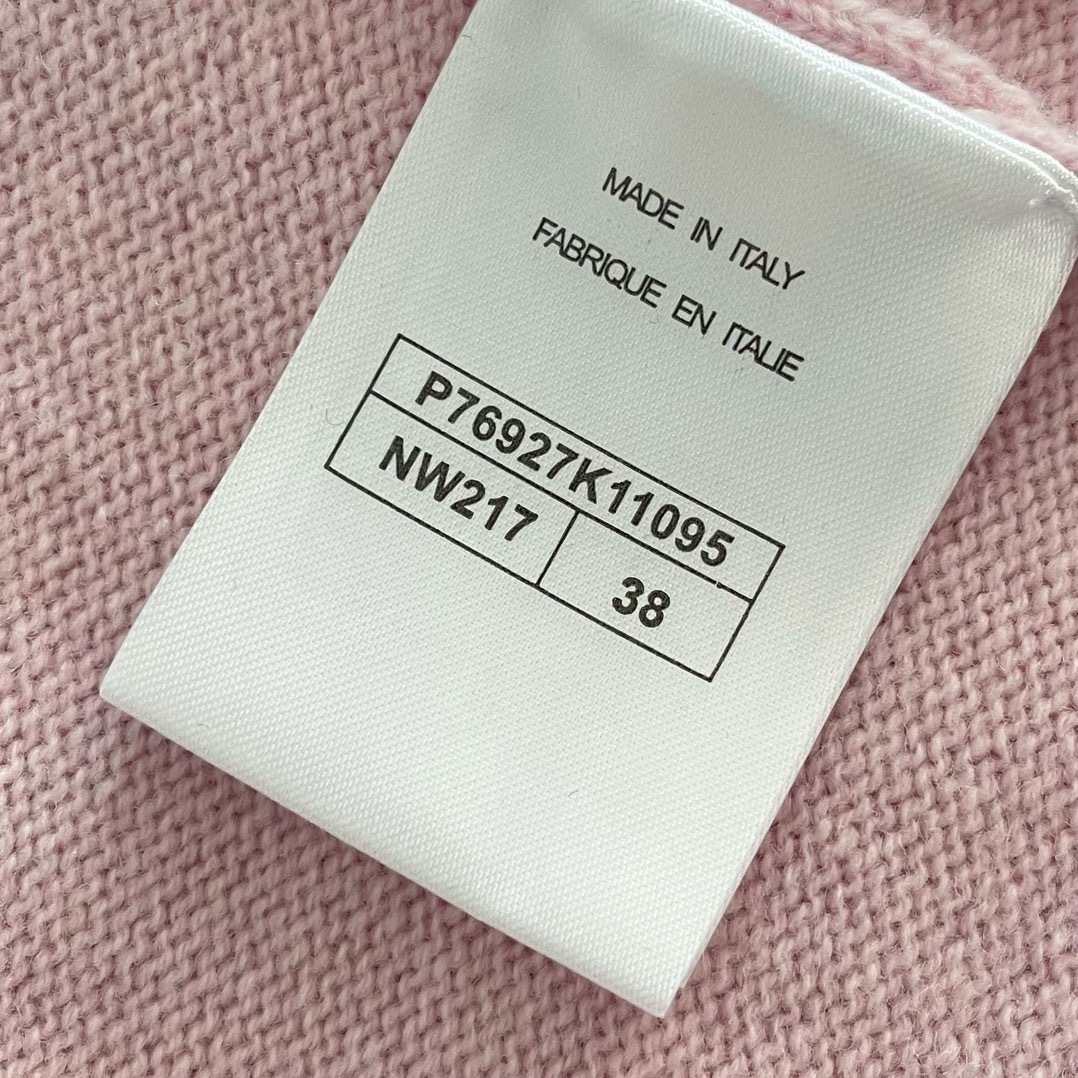 MADE IN ITALY
FABRIQUE EN ITALIE
P76927K11095
NW217 38